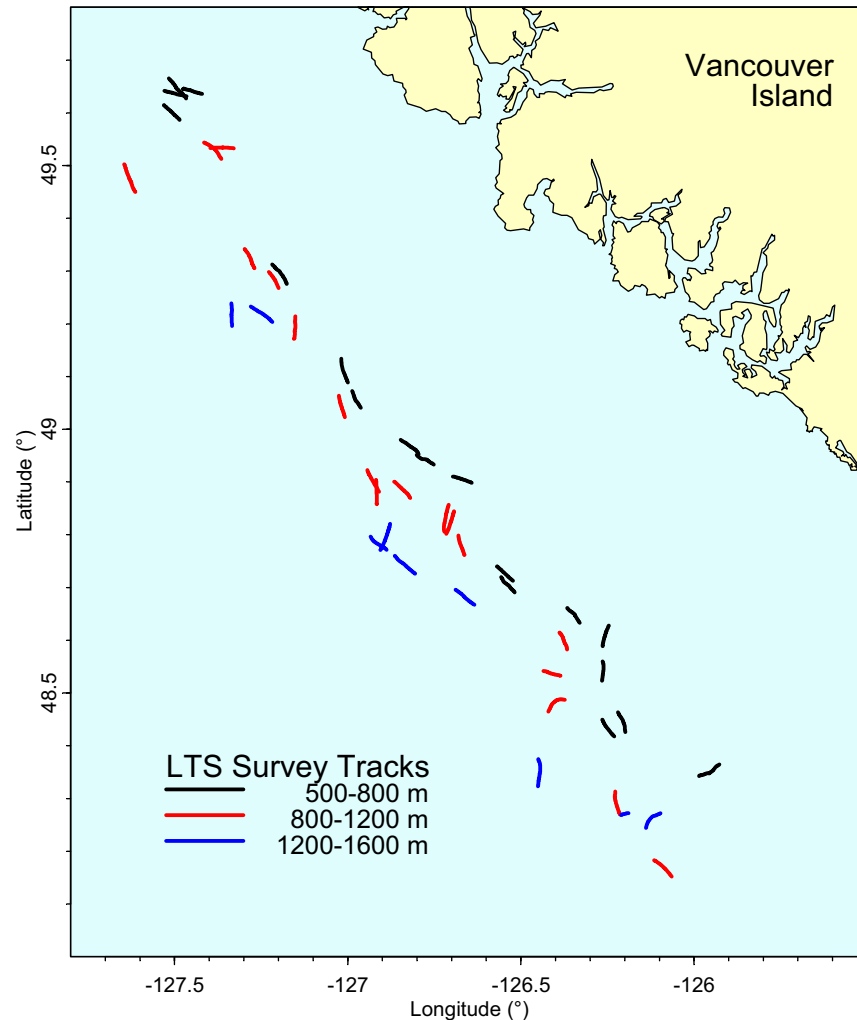 Vancouver
Island
49.5
49
48.5
Latitude (°)
LTS Survey Tracks
500-800 m
800-1200 m
1200-1600 m
-127.5
-127
-126.5
-126
Longitude (°)